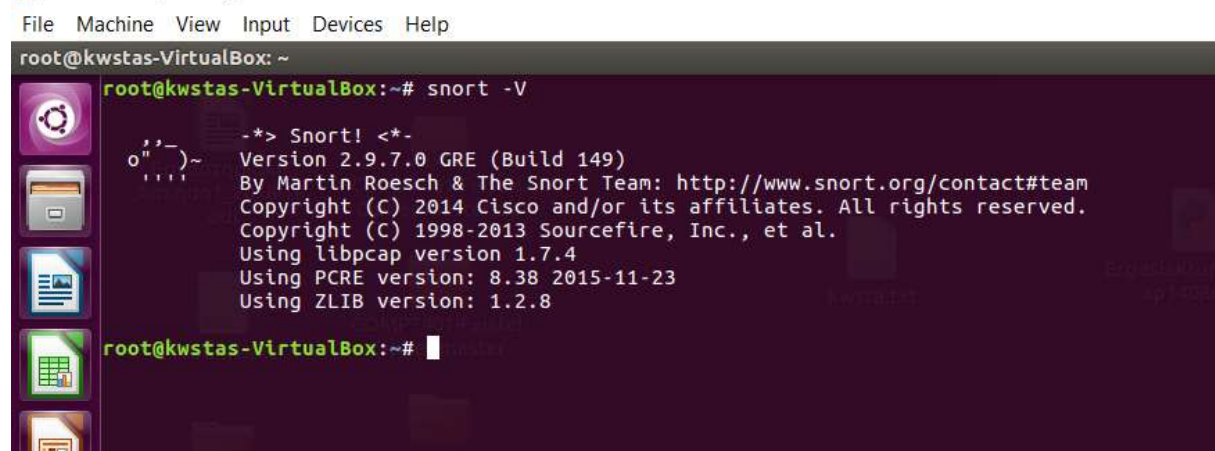 File Machine View Input Devices Help
root@kwstas-VirtualBox: ~
root@kwstas-VirtualBox:~# snort -V
,,_ -*> Snort! <*-
o" )~ Version 2.9.7.0 GRE (Build 149)
'''' By Martin Roesch & The Snort Team: http://www.snort.org/contact#team
Copyright (C) 2014 Cisco and/or its affiliates. All rights reserved.
Copyright (C) 1998-2013 Sourcefire, Inc., et al.
Using libpcap version 1.7.4
Using PCRE version: 8.38 2015-11-23
Using ZLIB version: 1.2.8
root@kwstas-VirtualBox:~#